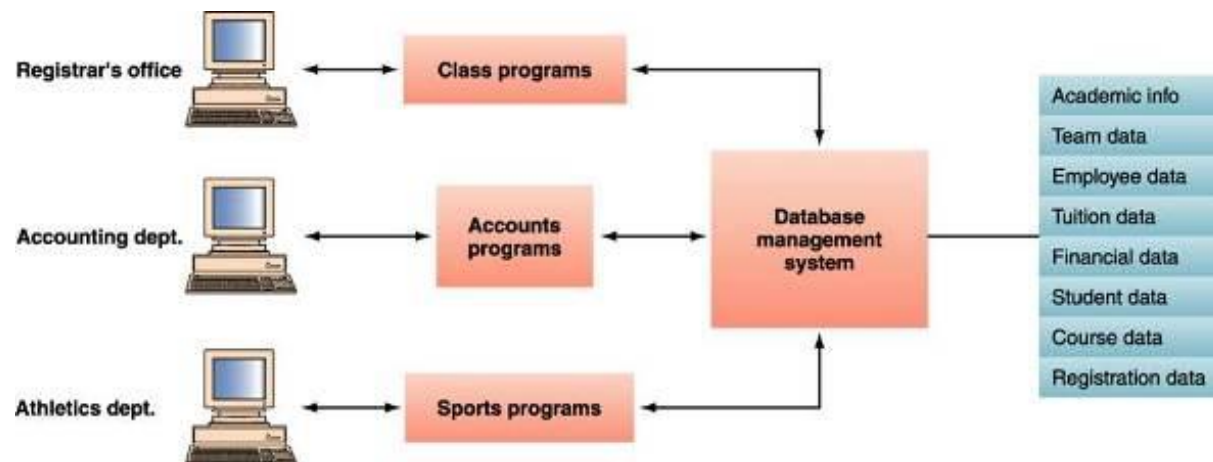 Registrar's office
Class programs
Accounting dept.
Accounts
programs
Athletics dept.
Sports programs
Database
management
system
Academic info
Team data
Employee data
Tuition data
Financial data
Student data
Course data
Registration data